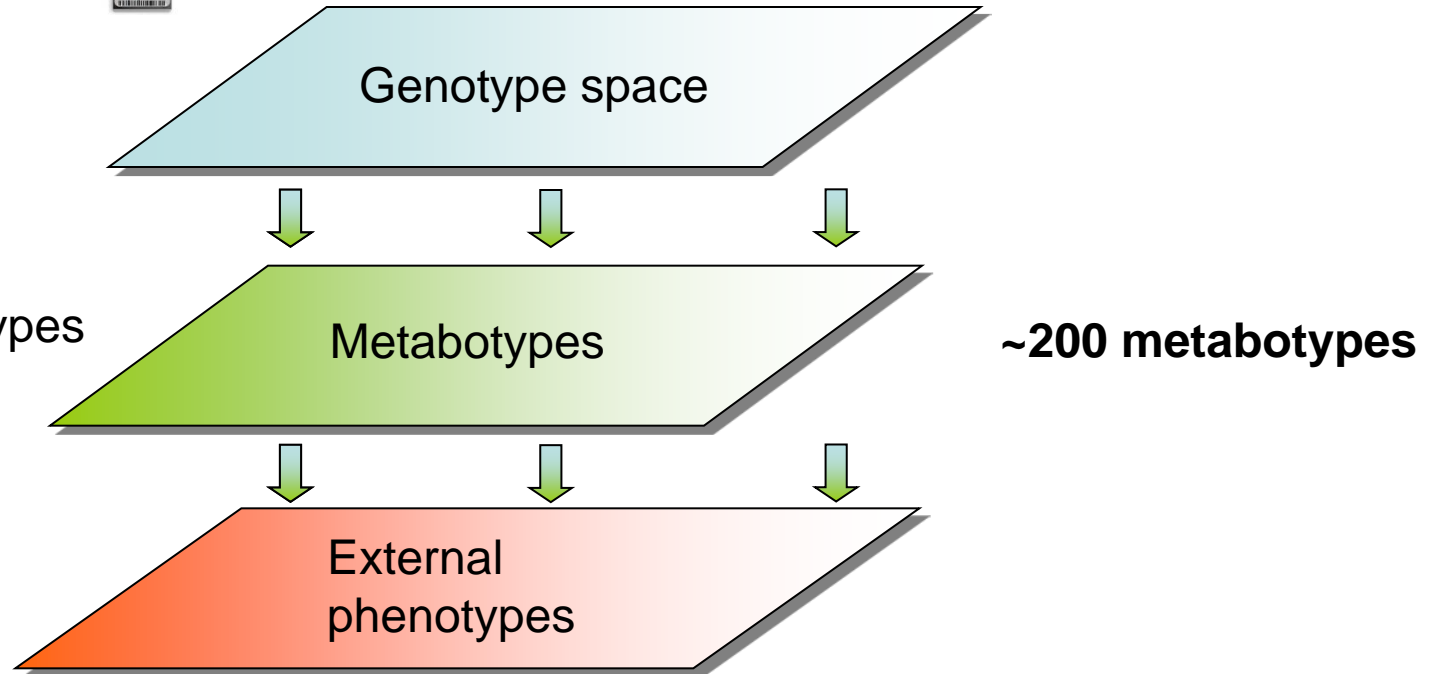 Genotype space
ypes
Metabotypes
~200 metabotypes
External
phenotypes